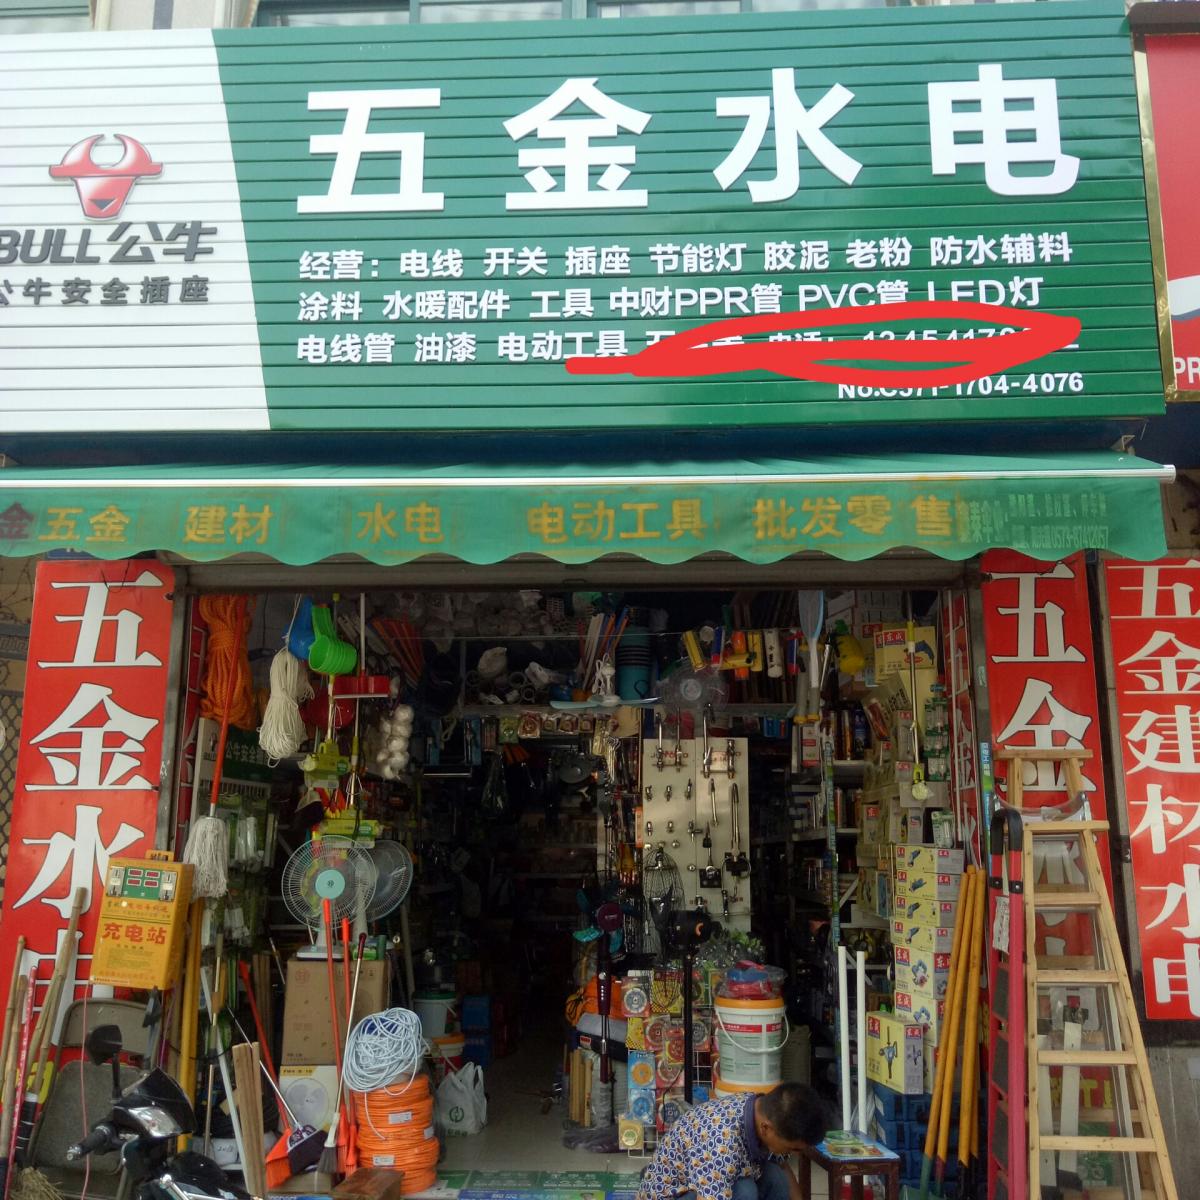 五金水电
BULL公牛
公牛安全插座
经营：电线 开关 插座 节能灯 胶泥 老粉 防水辅料
涂料 水暖配件 工具 中财PPR管 PVC管 LED灯
电线管 油漆 电动工具
No.C571-1704-4076
金五金 建材 水电 电动工具 批发零售
五金水电
五金
五金建材水电
充电站